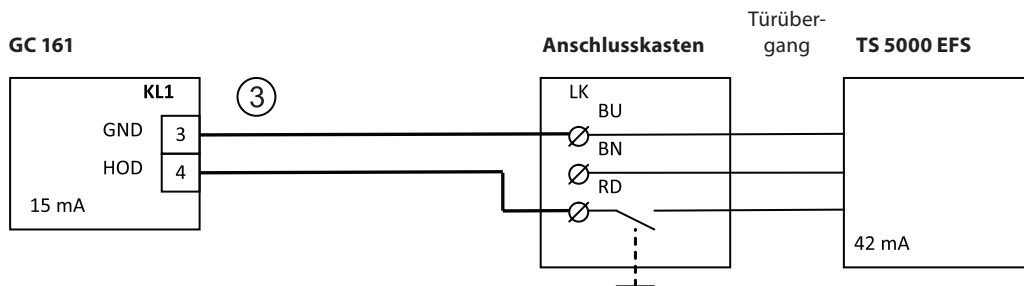 GC 161
KL1
3
GND 3
HOD 4
15 mA
Anschlusskasten
LK
BU
BN
RD
Türüber-
gang
TS 5000 EFS
42 mA